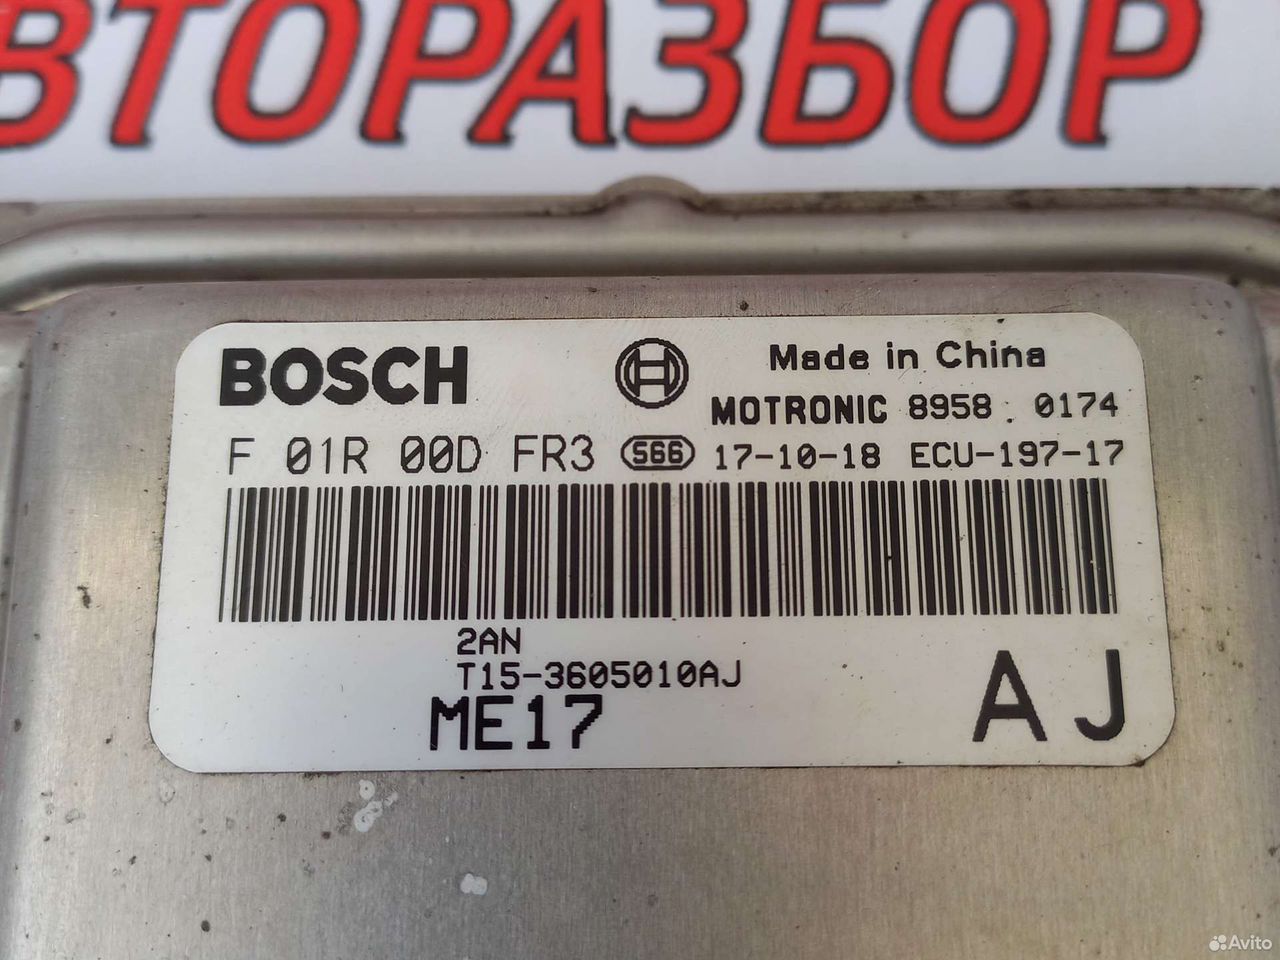 ВТОРАЗБОР
BOSCH
Made in China
MOTRONIC 8958 . 0174
F 01R 00D FR3 S66 17-10-18 ECU-197-17
2AN
T15-3605010AJ
ME17
AJ
Avito